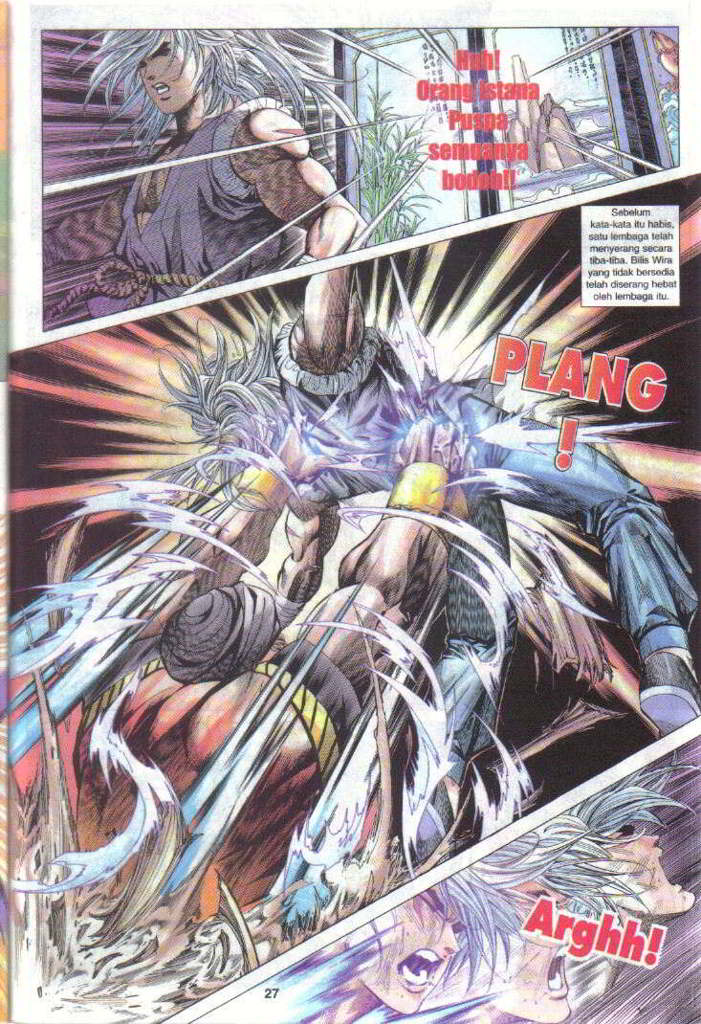 Huh!
Orang Istana
Puspa
semuanya
bodoh!!
Sebelum
kata-kata itu habis,
satu lembaga telah
menyerang secara
tiba-tiba. Bilis Wira
yang tidak bersedia
telah diserang hebat
oleh lembaga itu.
PLANG
!
Arghh!
27